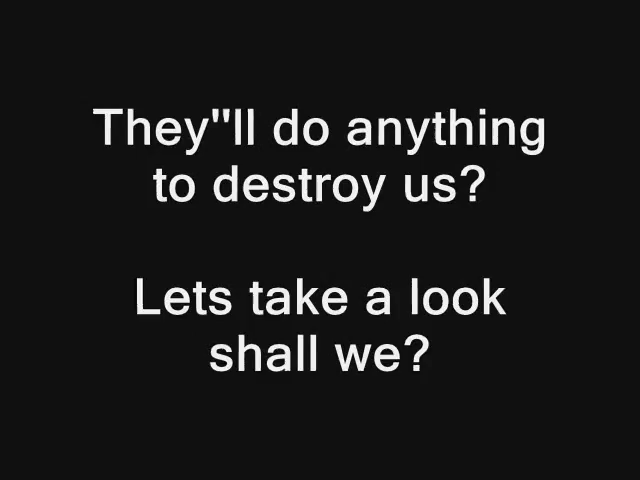 They"ll do anything
to destroy us?
Lets take a look
shall we?